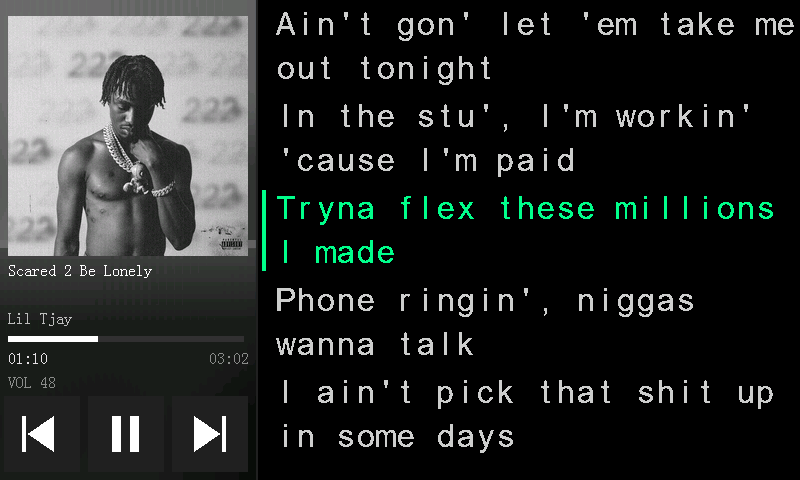 222
Scared 2 Be Lonely
Lil Tjay
01:10
03:02
VOL 48
Ain't gon' let 'em take me
out tonight
In the stu', I'm workin'
'cause I'm paid
Tryna flex these millions
I made
Phone ringin', niggas
wanna talk
I ain't pick that shit up
in some days